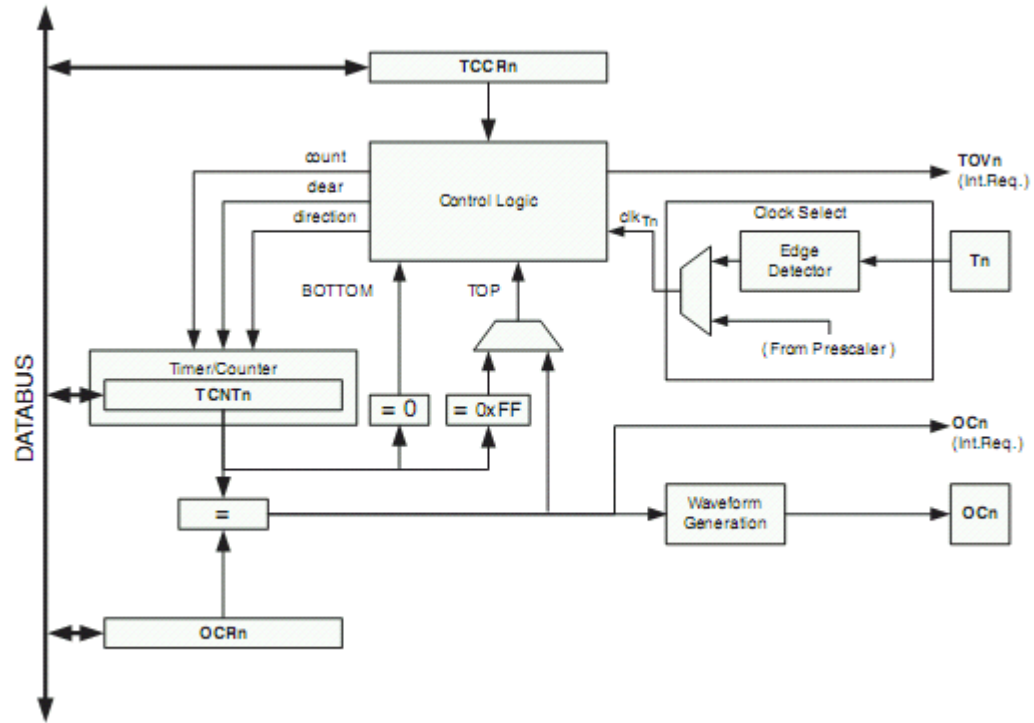 TCCRn
count
clear
direction
Control Logic
TOVn
(Int.Req.)
clkTn
Clock Select
Edge
Detector
Tn
( From Prescaler )
BOTTOM
TOP
DATABUS
Timer/Counter
TCNTn
= 0
= 0xFF
OCn
(Int.Req.)
=
Waveform
Generation
OCn
OCRn